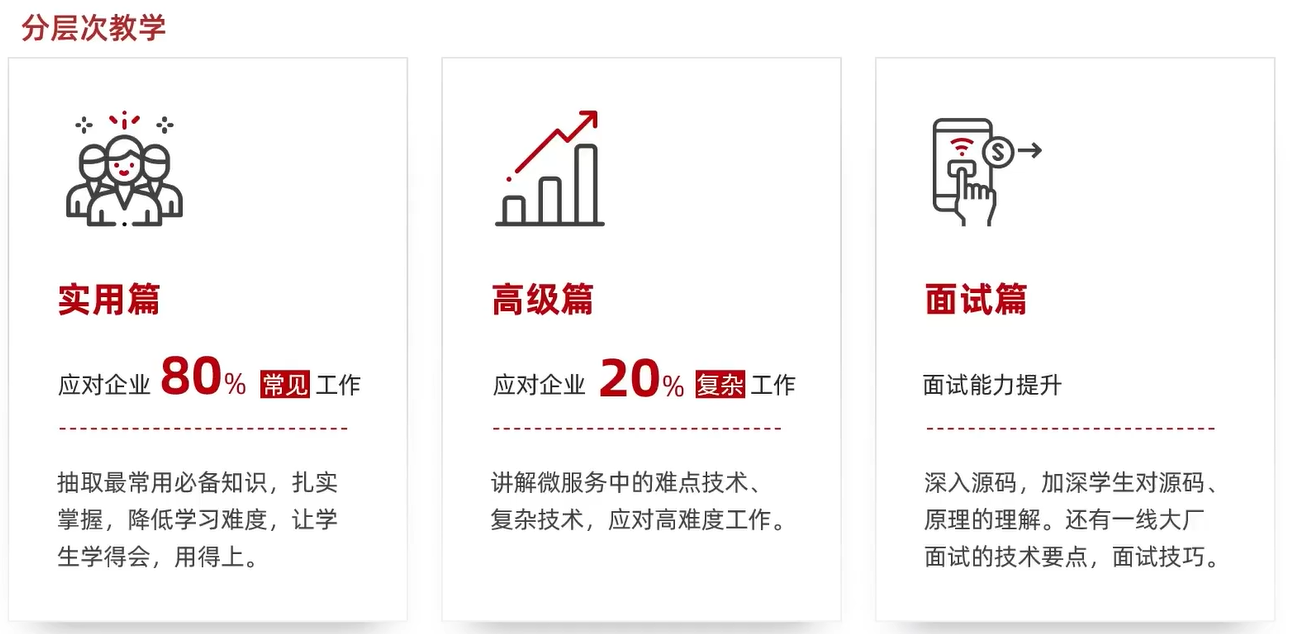 分层次教学
实用篇
应对企业 80% 常见 工作
抽取最常用必备知识，扎实
掌握，降低学习难度，让学
生学得会，用得上。
高级篇
应对企业 20% 复杂 工作
讲解微服务中的难点技术、
复杂技术，应对高难度工作。
面试篇
面试能力提升
深入源码，加深学生对源码、
原理的理解。还有一线大厂
面试的技术要点，面试技巧。